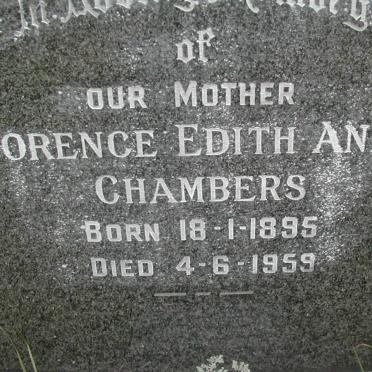 of
OUR MOTHER
ORENCE EDITH AN
CHAMBERS
BORN 18-1-1895
DIED 4-6-1959